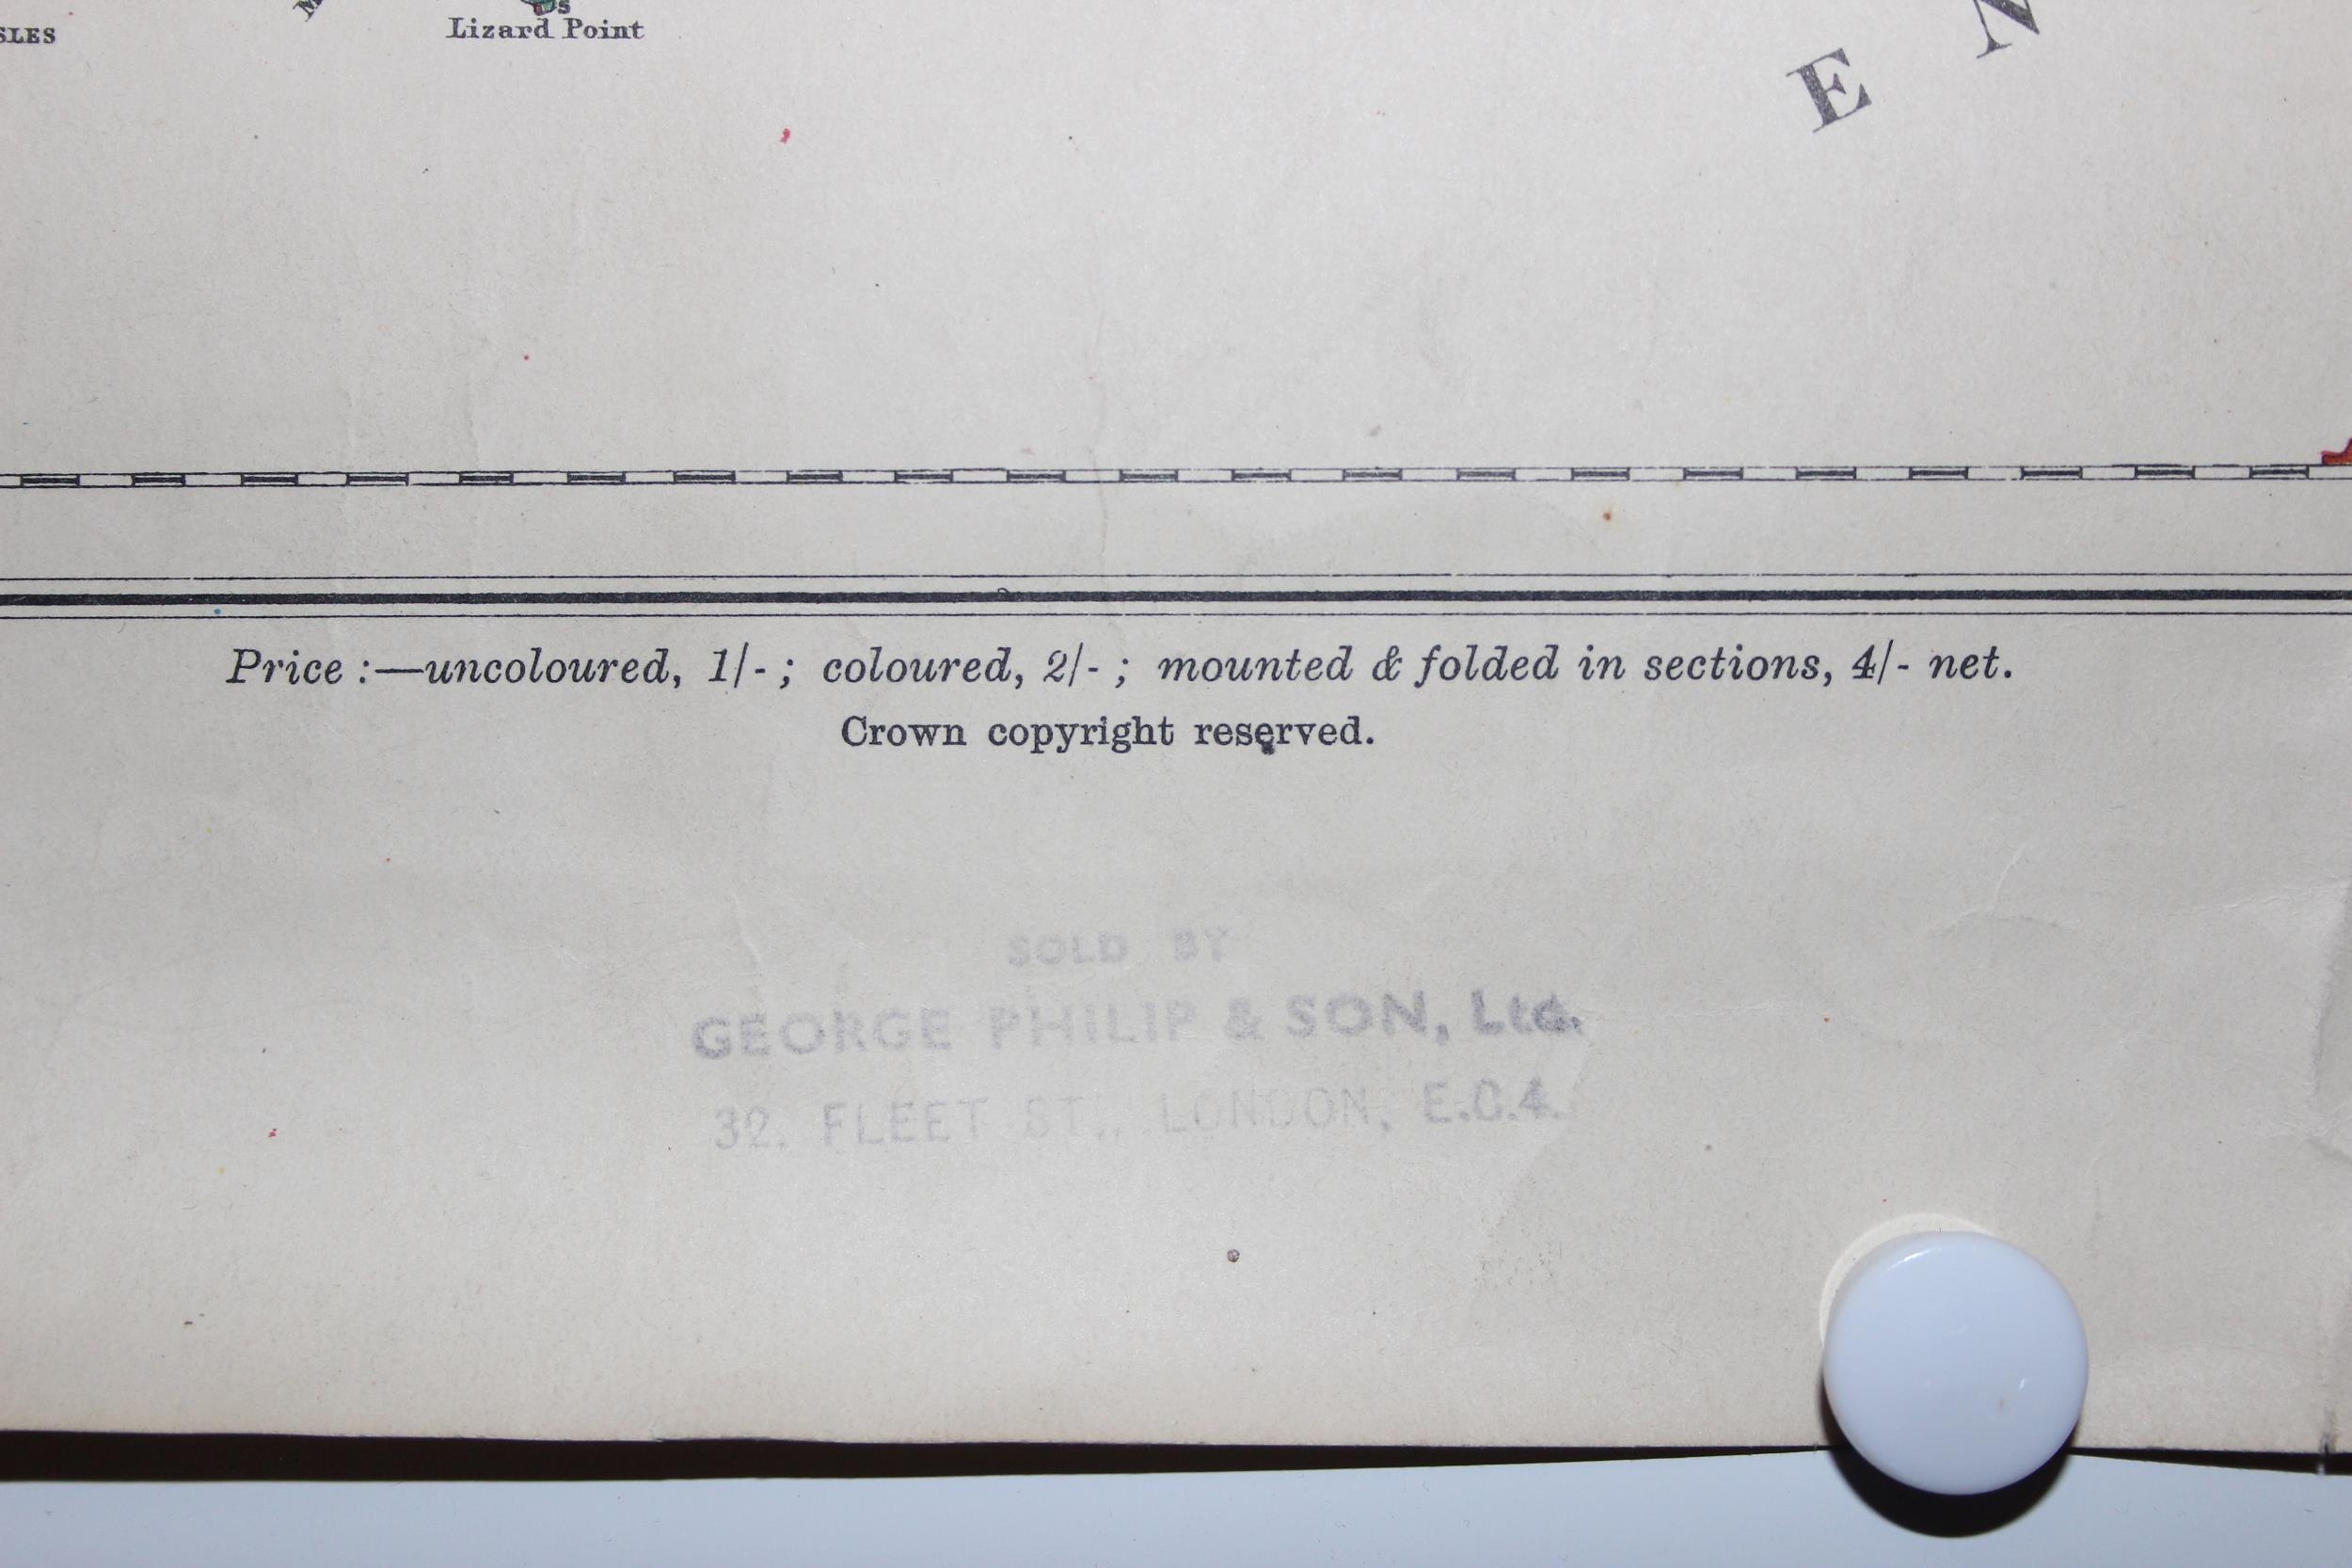 SLES
Lizard Point
E N
Price :—uncoloured, 1/- ; coloured, 2/- ; mounted & folded in sections, 4/- net.
Crown copyright reserved.
SOLD BY
GEORGE PHILIP & SON, Ltd.
32. FLEET ST., LONDON, E.C.4.